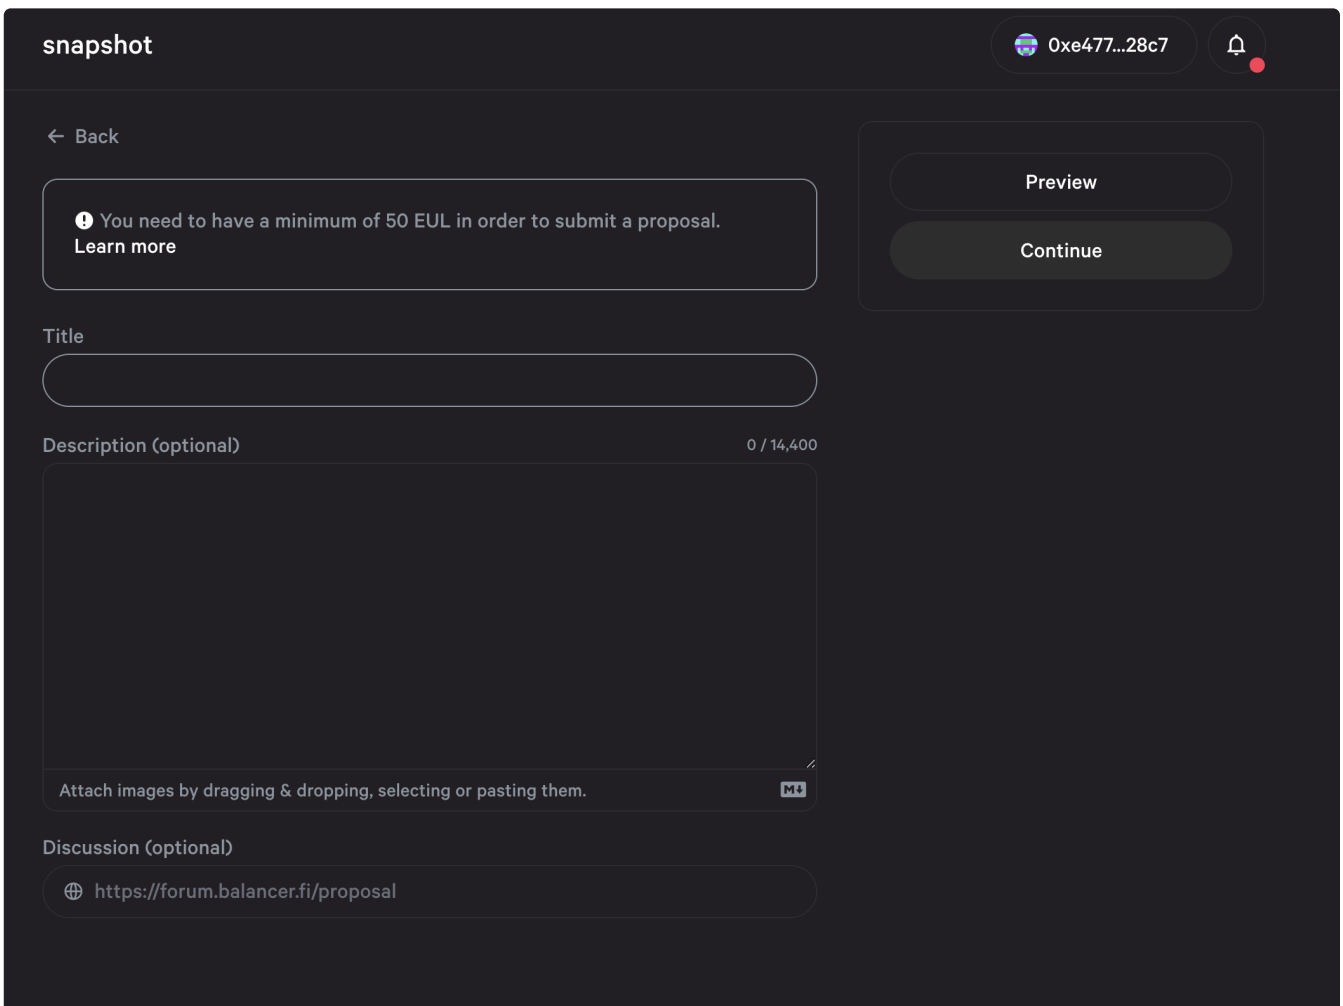 snapshot
0xe477...28c7
Back
Preview
Continue
You need to have a minimum of 50 EUL in order to submit a proposal.
Learn more
Title
Description (optional)
0 / 14,400
Attach images by dragging & dropping, selecting or pasting them.
M
Discussion (optional)
https://forum.balancer.fi/proposal